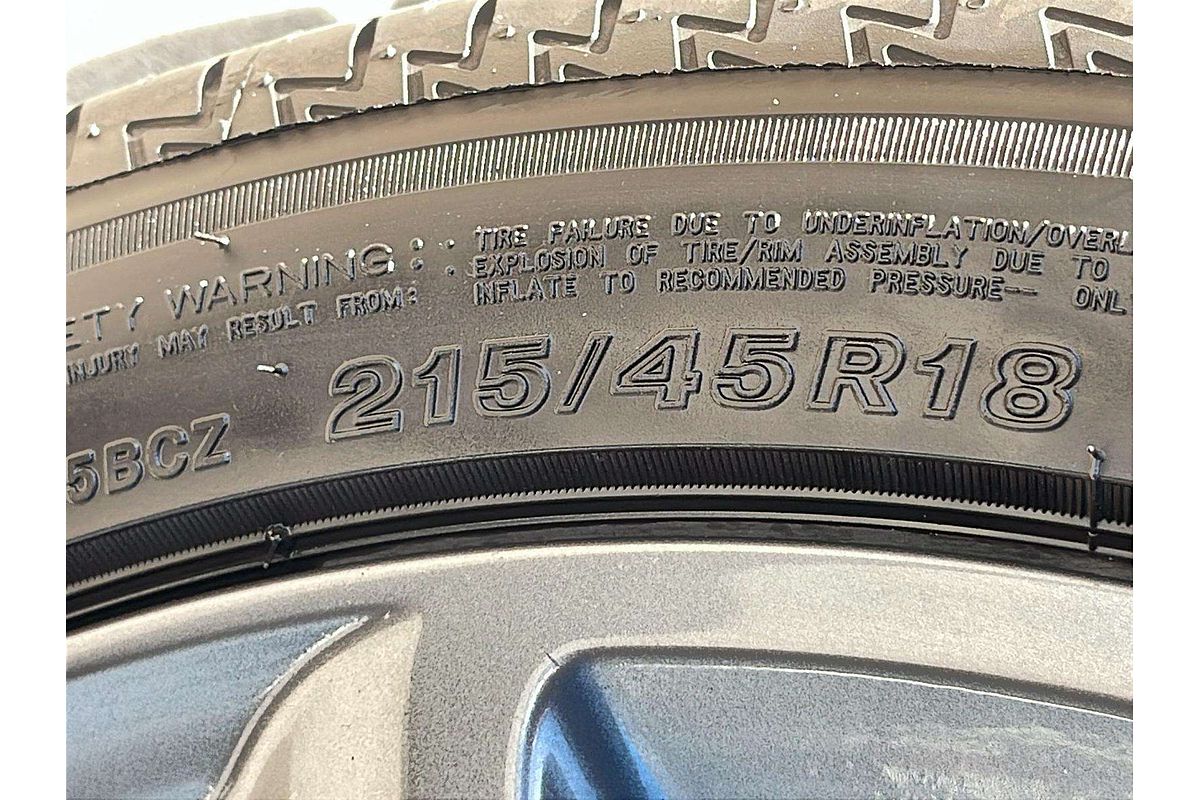 ETY WARNING:
INJURY MAY RESULT FROM:
TIRE FAILURE DUE TO UNDERINFLATION/OVERL
EXPLOSION OF TIRE/RIM ASSEMBLY DUE TO
INFLATE TO RECOMMENDED PRESSURE-- ONL
5BCZ
215/45R18